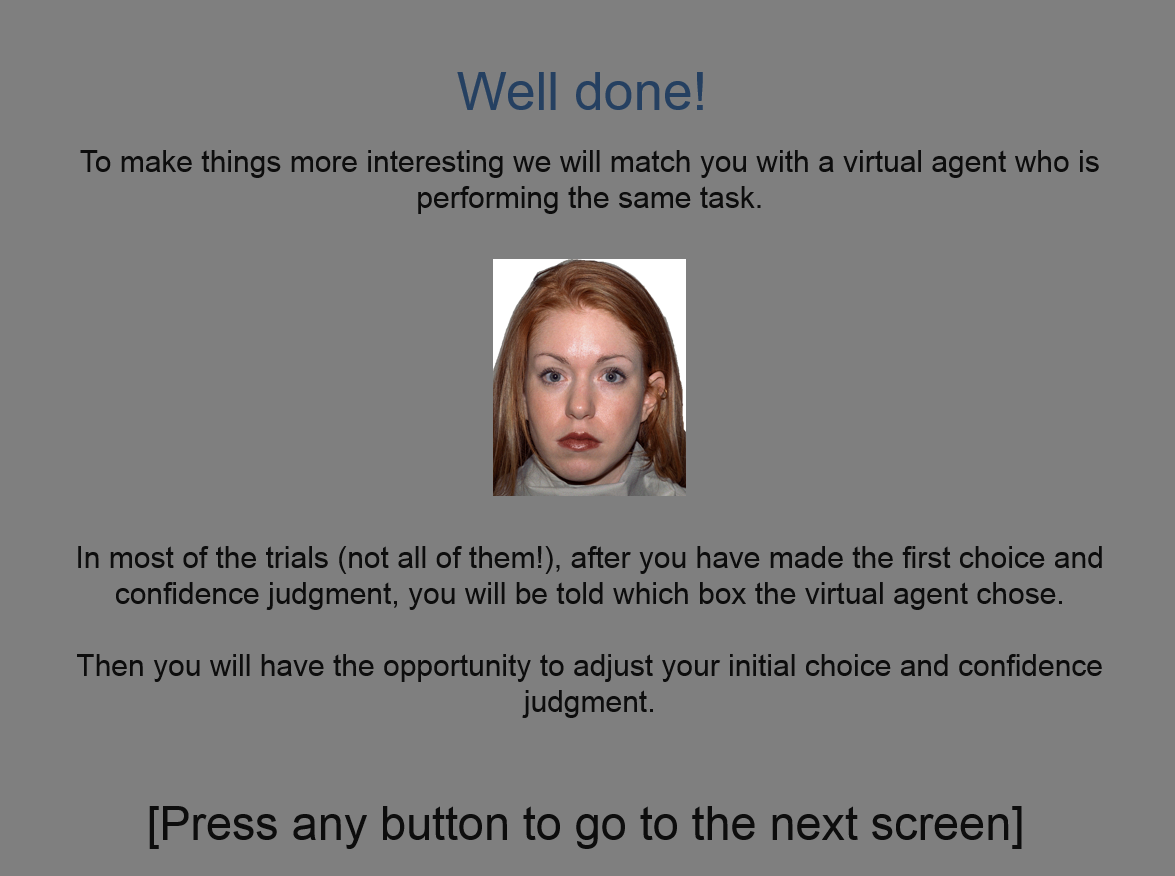 Well done!
To make things more interesting we will match you with a virtual agent who is
performing the same task.
In most of the trials (not all of them!), after you have made the first choice and
confidence judgment, you will be told which box the virtual agent chose.
Then you will have the opportunity to adjust your initial choice and confidence
judgment.
[Press any button to go to the next screen]